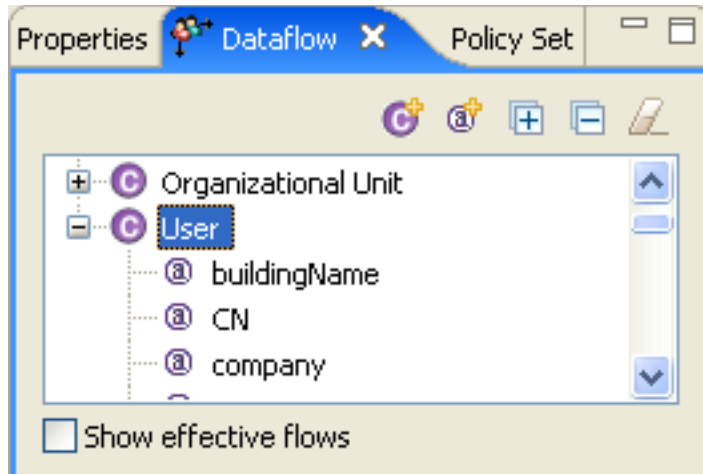 Properties Dataflow Policy Set
Organizational Unit
User
buildingName
CN
company
Show effective flows